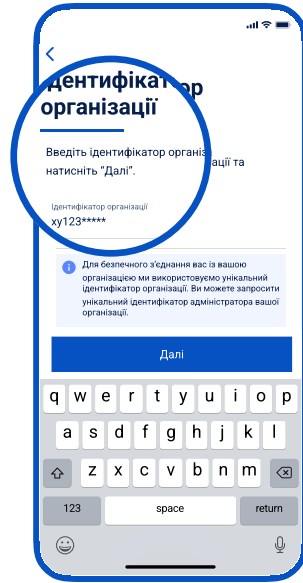 Ідентифікатор
організації
Введіть ідентифікатор організації та
натисніть “Далі”.
Ідентифікатор організації
xy123*****
Для безпечного з’єднання вас із вашою
організацією ми використовуємо унікальний
ідентифікатор організації. Ви можете запросити
унікальний ідентифікатор адміністратора вашої
організації.
Далі
q w e r t y u i o p
a s d f g h j k l
z x c v b n m
123 space return